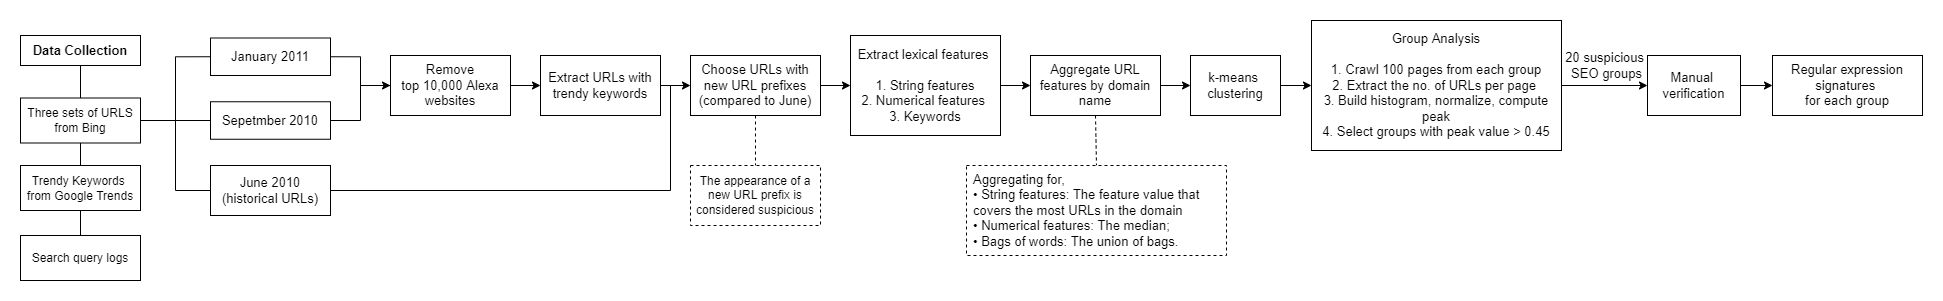 Data Collection
Three sets of URLS
from Bing
Trendy Keywords
from Google Trends
Search query logs
January 2011
Sepetmber 2010
June 2010
(historical URLs)
Remove
top 10,000 Alexa
websites
Extract URLs with
trendy keywords
Choose URLs with
new URL prefixes
(compared to June)
The appearance of a
new URL prefix is
considered suspicious
Extract lexical features
1. String features
2. Numerical features
3. Keywords
Aggregate URL
features by domain
name
Aggregating for,
• String features: The feature value that
covers the most URLs in the domain
• Numerical features: The median;
• Bags of words: The union of bags.
k-means
clustering
Group Analysis
1. Crawl 100 pages from each group
2. Extract the no. of URLs per page
3. Build histogram, normalize, compute
peak
4. Select groups with peak value > 0.45
20 suspicious
SEO groups
Manual
verification
Regular expression
signatures
for each group